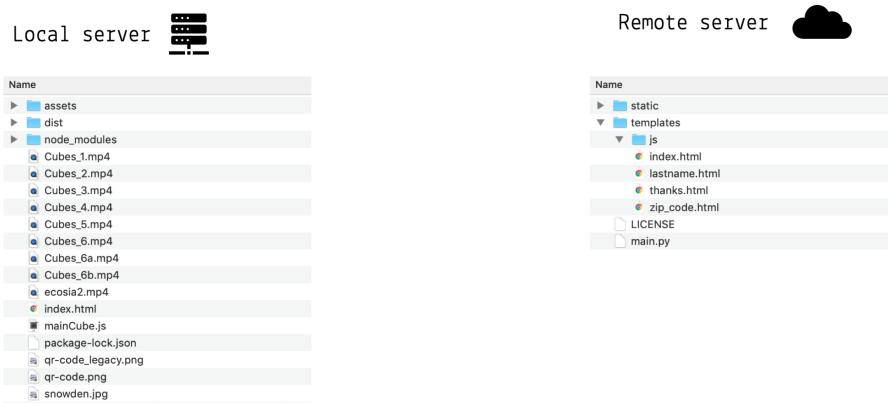 Local server
Name
assets
dist
node_modules
Cubes_1.mp4
Cubes_2.mp4
Cubes_3.mp4
Cubes_4.mp4
Cubes_5.mp4
Cubes_6.mp4
Cubes_6a.mp4
Cubes_6b.mp4
ecosia2.mp4
index.html
mainCube.js
package-lock.json
qr-code_legacy.png
qr-code.png
snowden.jpg
Remote server
Name
static
templates
js
index.html
lastname.html
thanks.html
zip_code.html
LICENSE
main.py